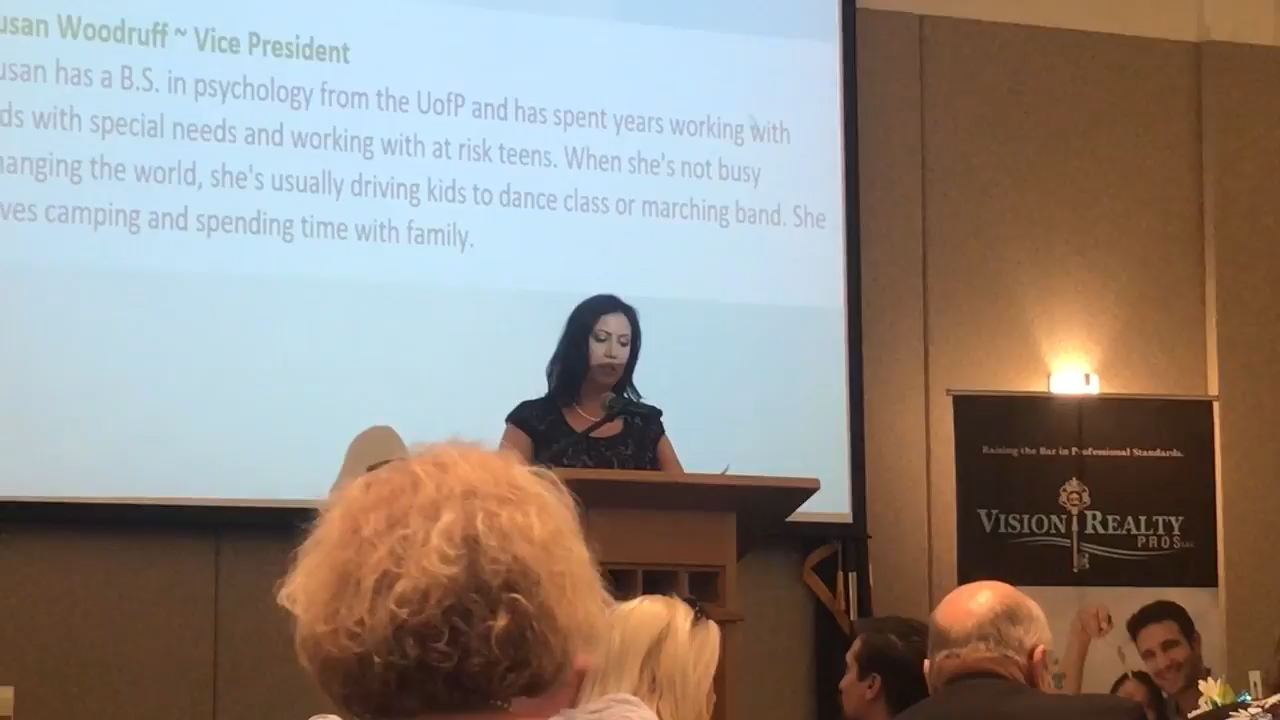 usan Woodruff ~ Vice President
usan has a B.S. in psychology from the UofP and has spent years working with
ds with special needs and working with at risk teens. When she's not busy
hanging the world, she's usually driving kids to dance class or marching band. She
ves camping and spending time with family.
Raising the Bar in Professional Standards.
VISION REALTY
PROS LLC